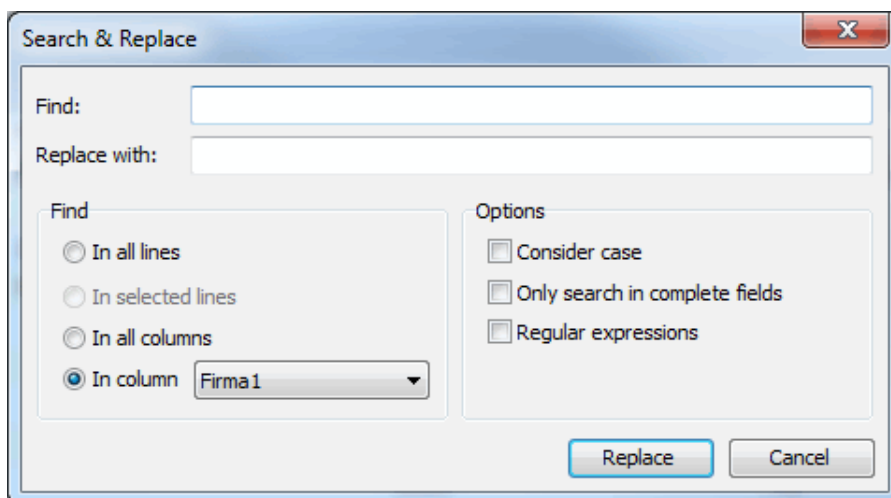 Search & Replace
Find:
Replace with:
Find
In all lines
In selected lines
In all columns
In column Firma1
Options
Consider case
Only search in complete fields
Regular expressions
Replace Cancel